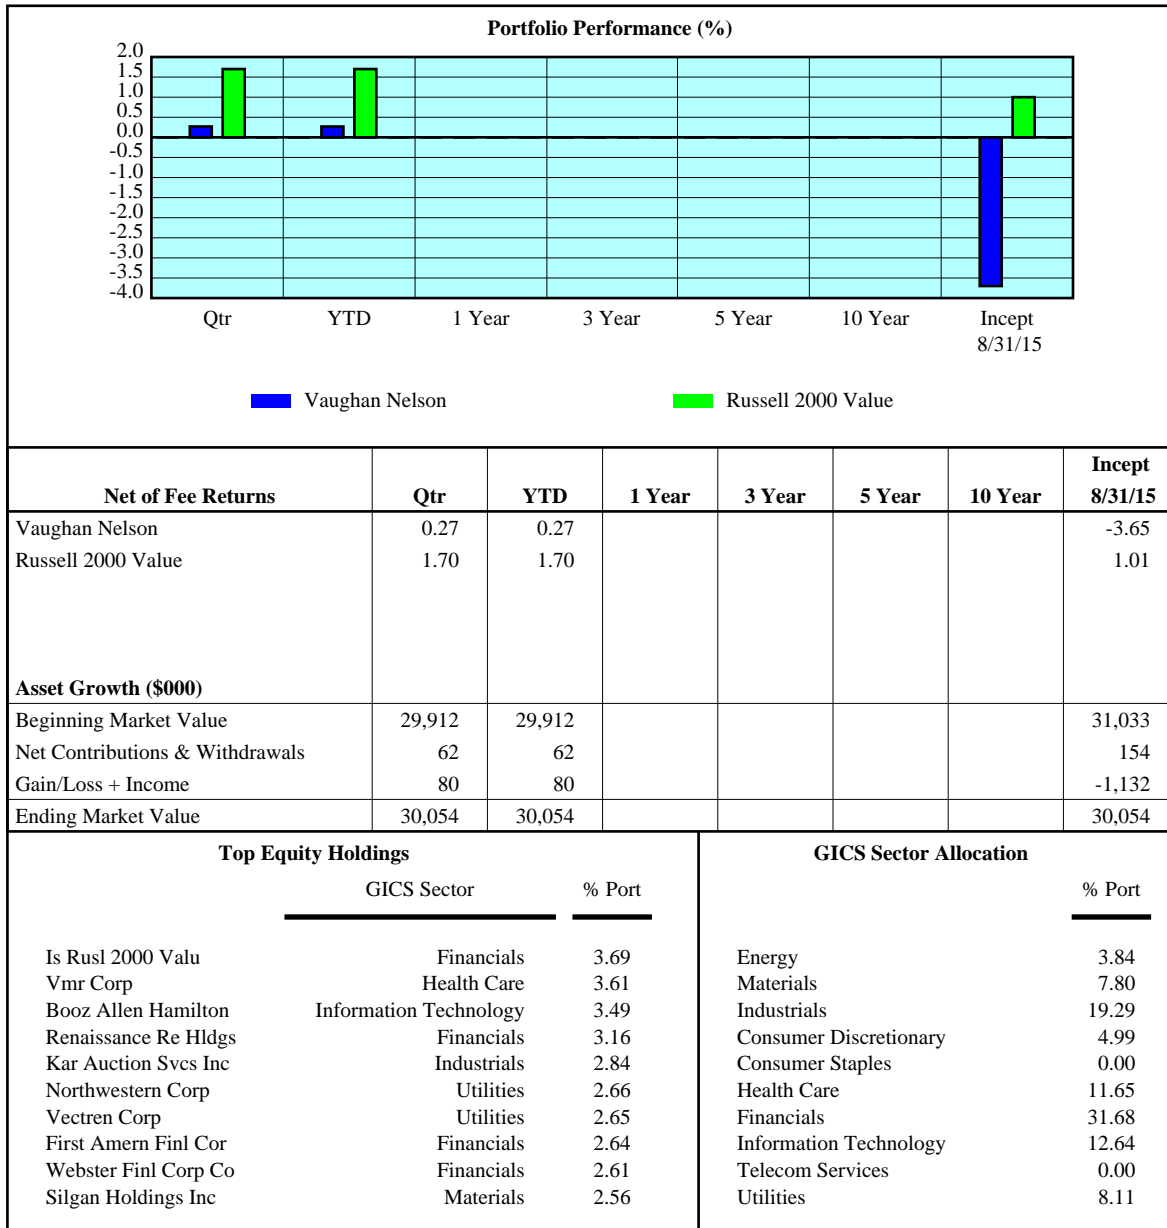 Portfolio Performance (%)
2.0
1.5
1.0
0.5
0.0
-0.5
-1.0
-1.5
-2.0
-2.5
-3.0
-3.5
-4.0
Qtr YTD 1 Year 3 Year 5 Year 10 Year Incept
8/31/15
Vaughan Nelson Russell 2000 Value
Incept
Net of Fee Returns Qtr YTD 1 Year 3 Year 5 Year 10 Year 8/31/15
Vaughan Nelson 0.27 0.27 -3.65
Russell 2000 Value 1.70 1.70 1.01
Asset Growth ($000)
Beginning Market Value 29,912 29,912 31,033
Net Contributions & Withdrawals 62 62 154
Gain/Loss + Income 80 80 -1,132
Ending Market Value 30,054 30,054 30,054
Top Equity Holdings
GICS Sector % Port
Is Rusl 2000 Valu Financials 3.69
Vmr Corp Health Care 3.61
Booz Allen Hamilton Information Technology 3.49
Renaissance Re Hldgs Financials 3.16
Kar Auction Svcs Inc Industrials 2.84
Northwestern Corp Utilities 2.66
Vectren Corp Utilities 2.65
First Amern Finl Cor Financials 2.64
Webster Finl Corp Co Financials 2.61
Silgan Holdings Inc Materials 2.56
GICS Sector Allocation
% Port
Energy 3.84
Materials 7.80
Industrials 19.29
Consumer Discretionary 4.99
Consumer Staples 0.00
Health Care 11.65
Financials 31.68
Information Technology 12.64
Telecom Services 0.00
Utilities 8.11